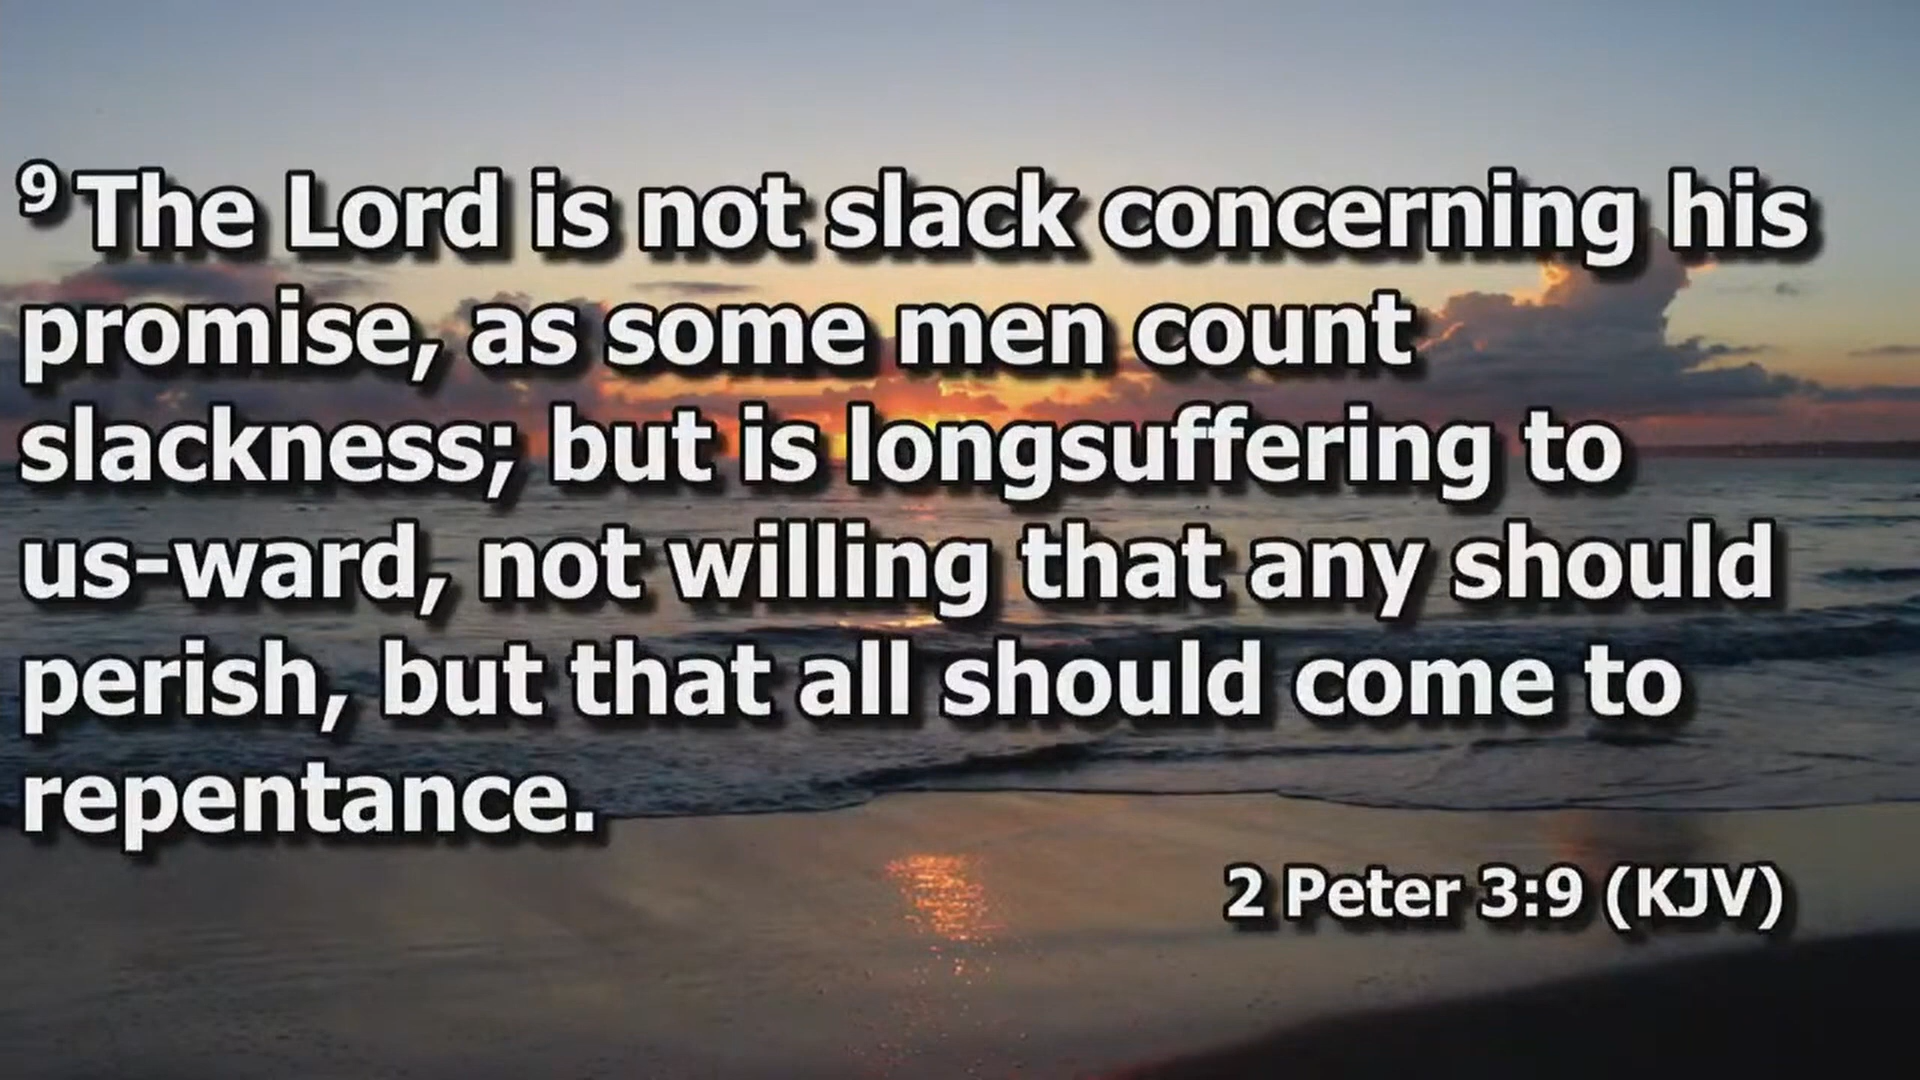 9 The Lord is not slack concerning his
promise, as some men count
slackness; but is longsuffering to
us-ward, not willing that any should
perish, but that all should come to
repentance.
2 Peter 3:9 (KJV)